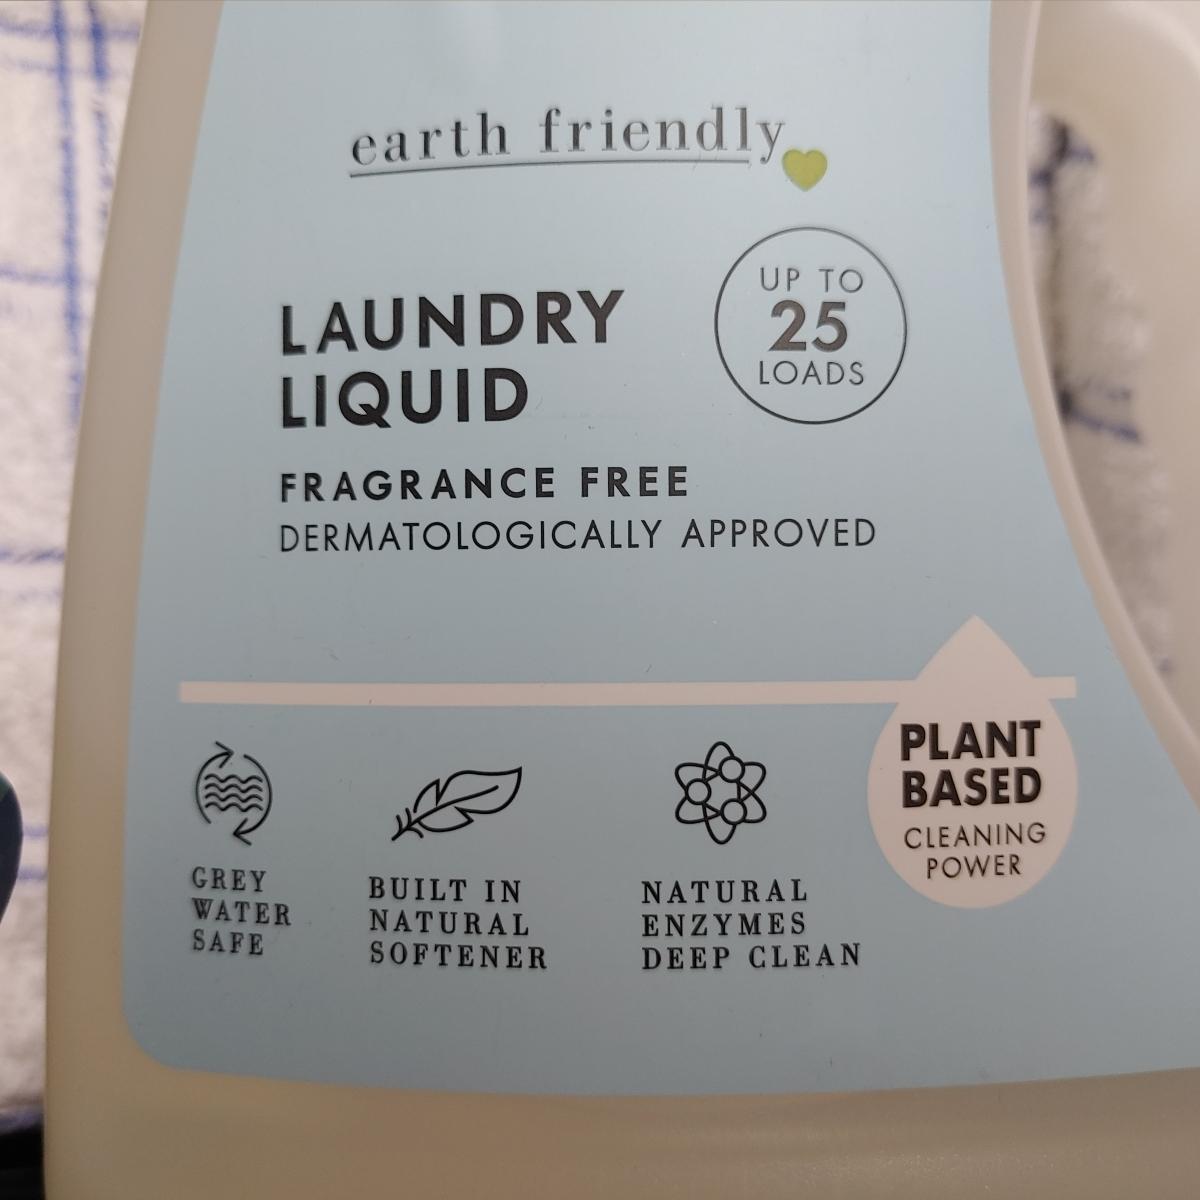 earth friendly
UP TO
25
LOADS
LAUNDRY
LIQUID
FRAGRANCE FREE
DERMATOLOGICALLY APPROVED
PLANT
BASED
CLEANING
POWER
GREY
WATER
SAFE
BUILT IN
NATURAL
SOFTENER
NATURAL
ENZYMES
DEEP CLEAN